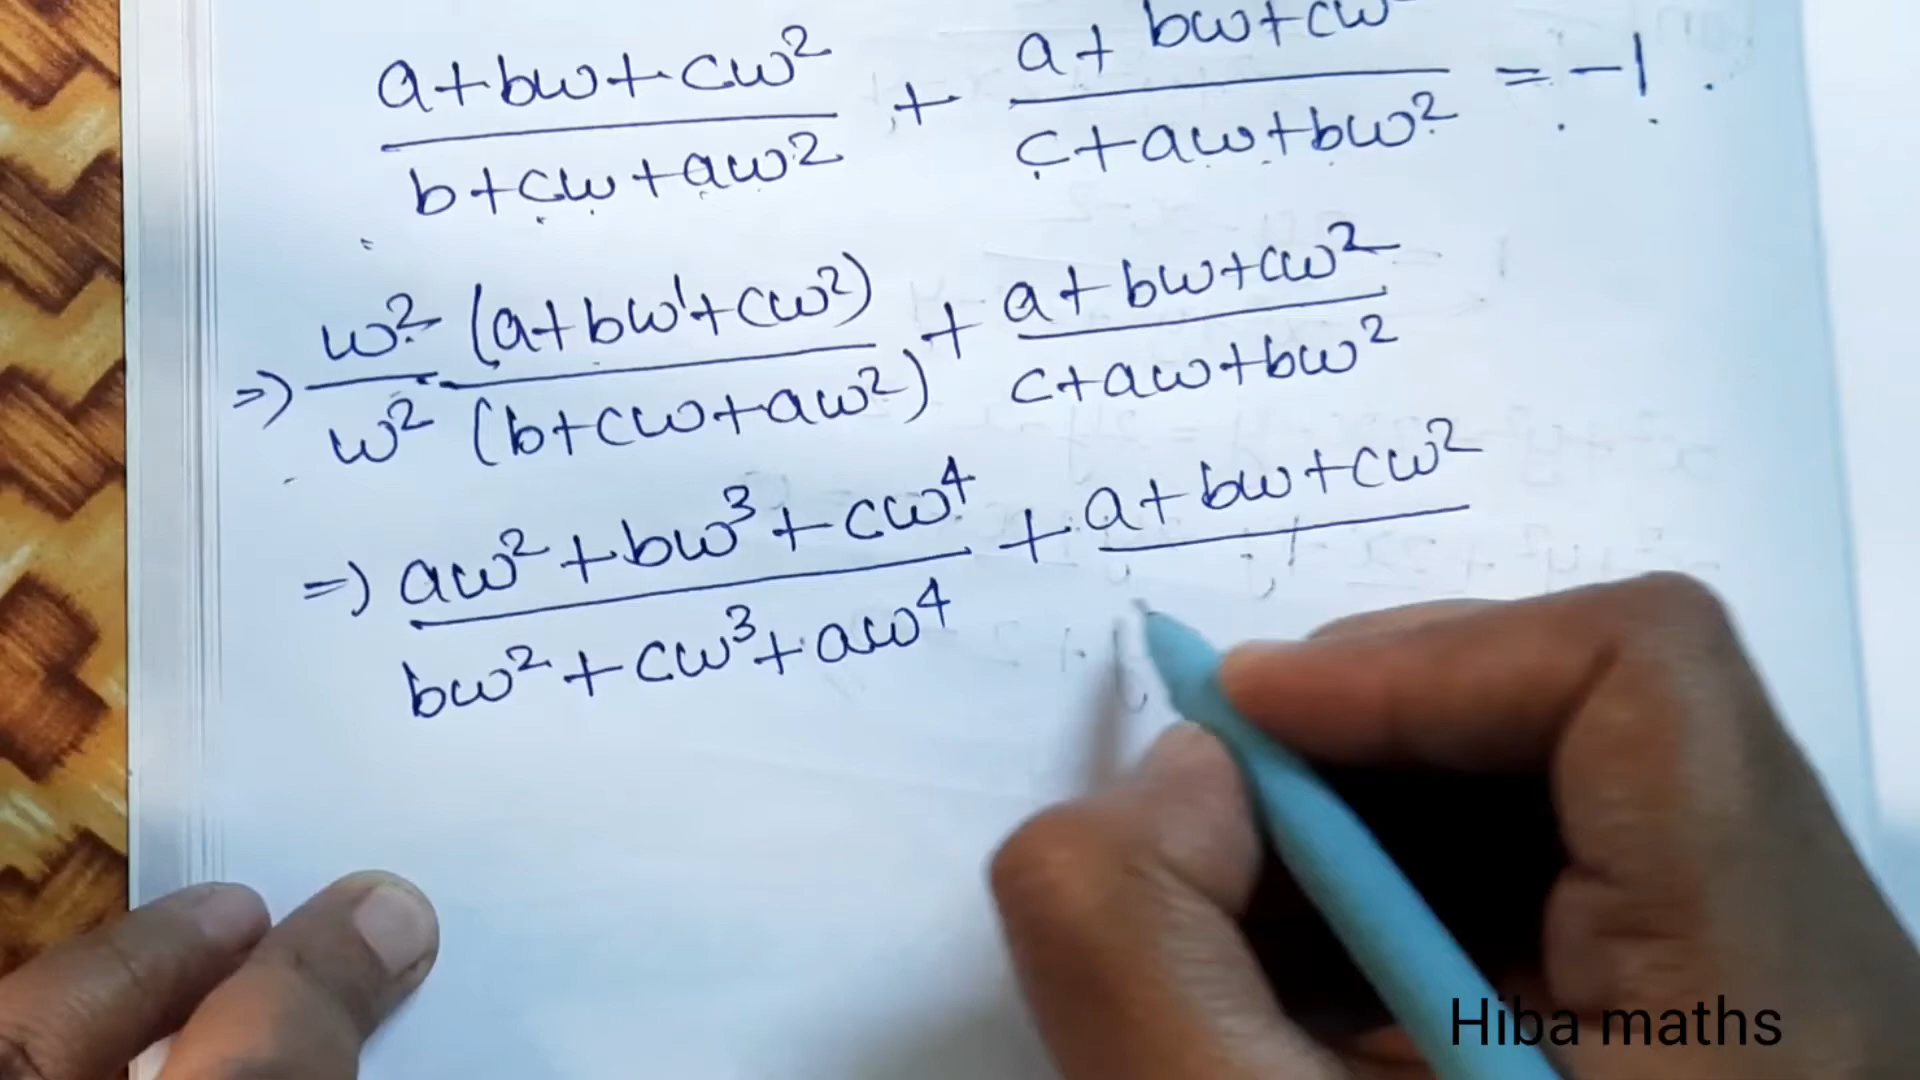 a+bω+cω² / b+cω+aω² + a+bω+cω / c+aω+bω² = -1.
⇒) ω² (a+bω'+cω²) / ω² (b+cω+aω²) + a+bω+cω² / c+aω+bω²
⇒) aω²+bω³+cω⁴ / bω²+cω³+aω⁴ + a+bω+cω²
Hiba maths